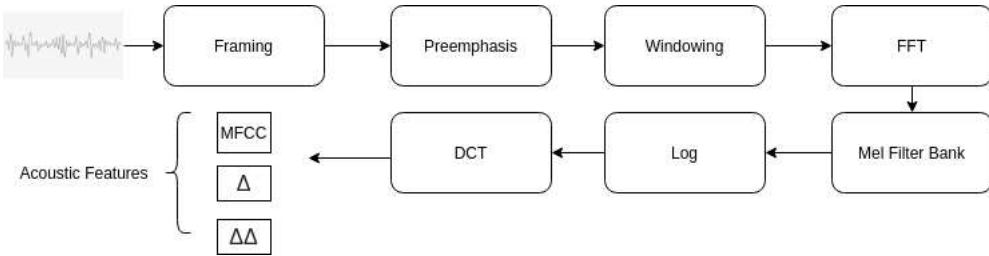 Framing
Preemphasis
Windowing
FFT
Mel Filter Bank
Log
DCT
MFCC
Δ
ΔΔ
Acoustic Features